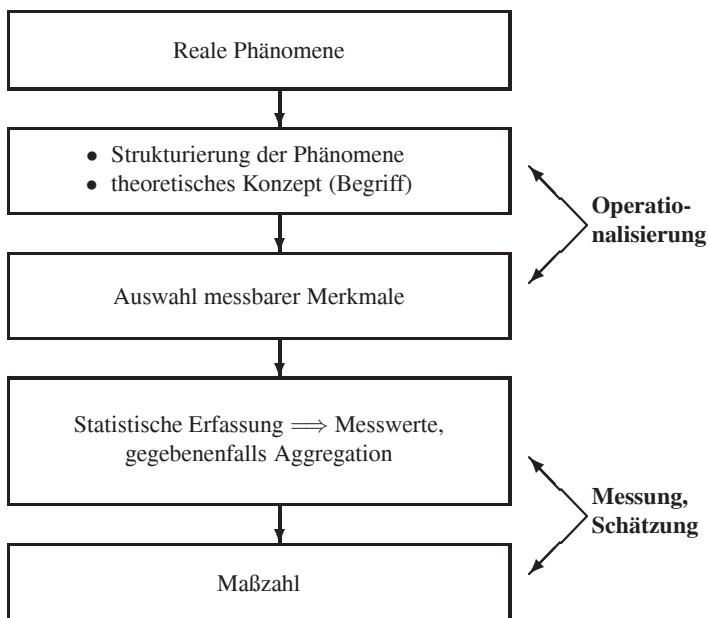 Reale Phänomene
• Strukturierung der Phänomene
• theoretisches Konzept (Begriff)
Operatio-
nalisierung
Auswahl messbarer Merkmale
Statistische Erfassung ⟹ Messwerte,
gegebenenfalls Aggregation
Messung,
Schätzung
Maßzahl